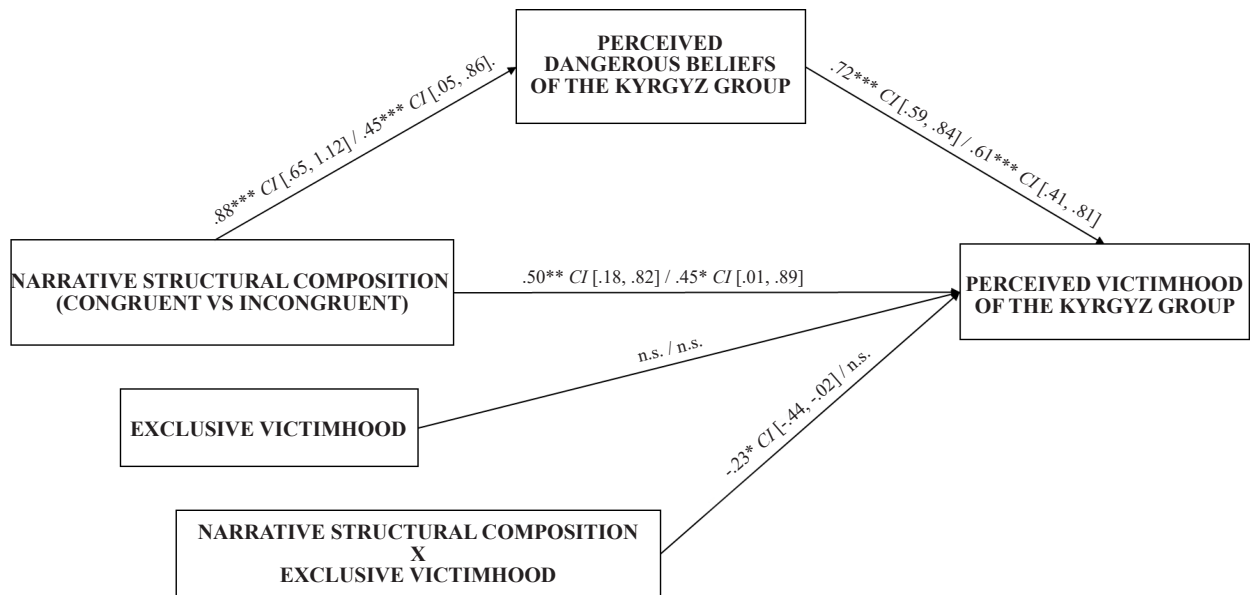 PERCEIVED
DANGEROUS BELIEFS
OF THE KYRGYZ GROUP
.88*** CI [.65, 1.12] / .45*** CI [.05, .86].
.72*** CI [.59, .84] / .61*** CI [.41, .81]
NARRATIVE STRUCTURAL COMPOSITION
(CONGRUENT VS INCONGRUENT)
.50** CI [.18, .82] / .45* CI [.01, .89]
PERCEIVED VICTIMHOOD
OF THE KYRGYZ GROUP
n.s. / n.s.
EXCLUSIVE VICTIMHOOD
-.23* CI [-.44, -.02] / n.s.
NARRATIVE STRUCTURAL COMPOSITION
X
EXCLUSIVE VICTIMHOOD